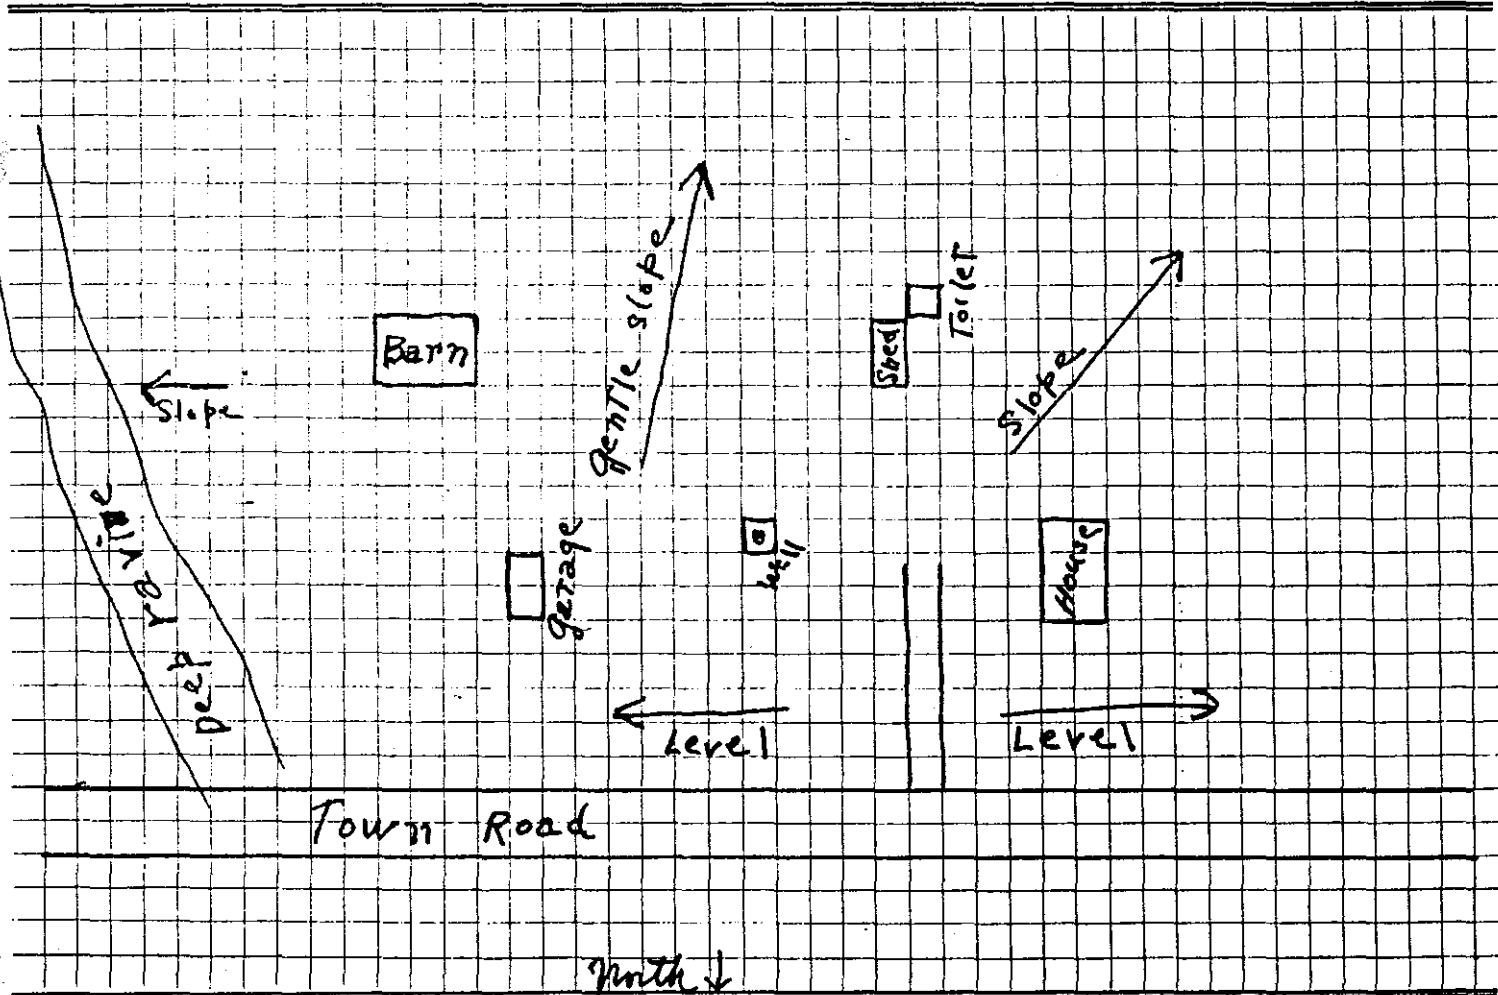 Toilet
Shed
Barn
gentle slope
Slope
Slope
House
Well
garage
Deep ravine
Level
Level
Town Road
North